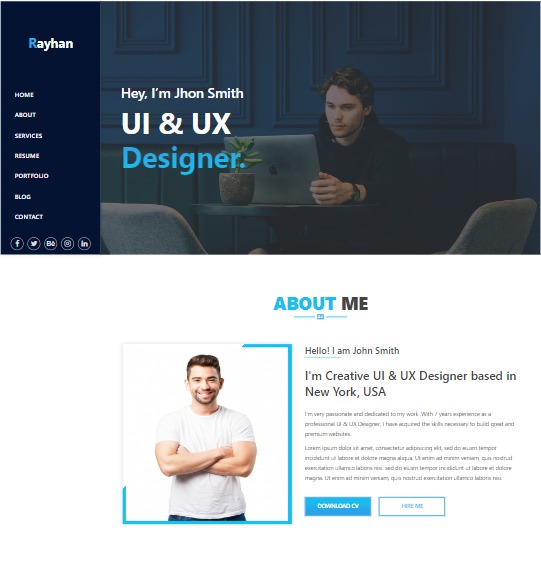 Rayhan
HOME
ABOUT
SERVICES
RESUME
PORTFOLIO
BLOG
CONTACT
Hey, I'm Jhon Smith
UI & UX
Designer.
ABOUT ME
Hello! I am John Smith
I'm Creative UI & UX Designer based in
New York, USA
I'm very passionate and dedicated to my work .With 7 years experience as a
professional UI & UX Designer, I have acquired the skills necessary to build great and
premium websites.
Lorem ipsum dolor sit amet, consectetur adipisicing elit, sed do eiusm tempor
incididunt ut labore et dolore magna aliqua. Ut enim ad minim veniam, quis nostrud
exercitation ullamco laboris nisi. sed do eiusm tempor incididunt ut labore et dolore
magna. Ut enim ad minim veniam, quis nostrud exercitation ullamco laboris nisi
DOWNLOAD CV
HIRE ME